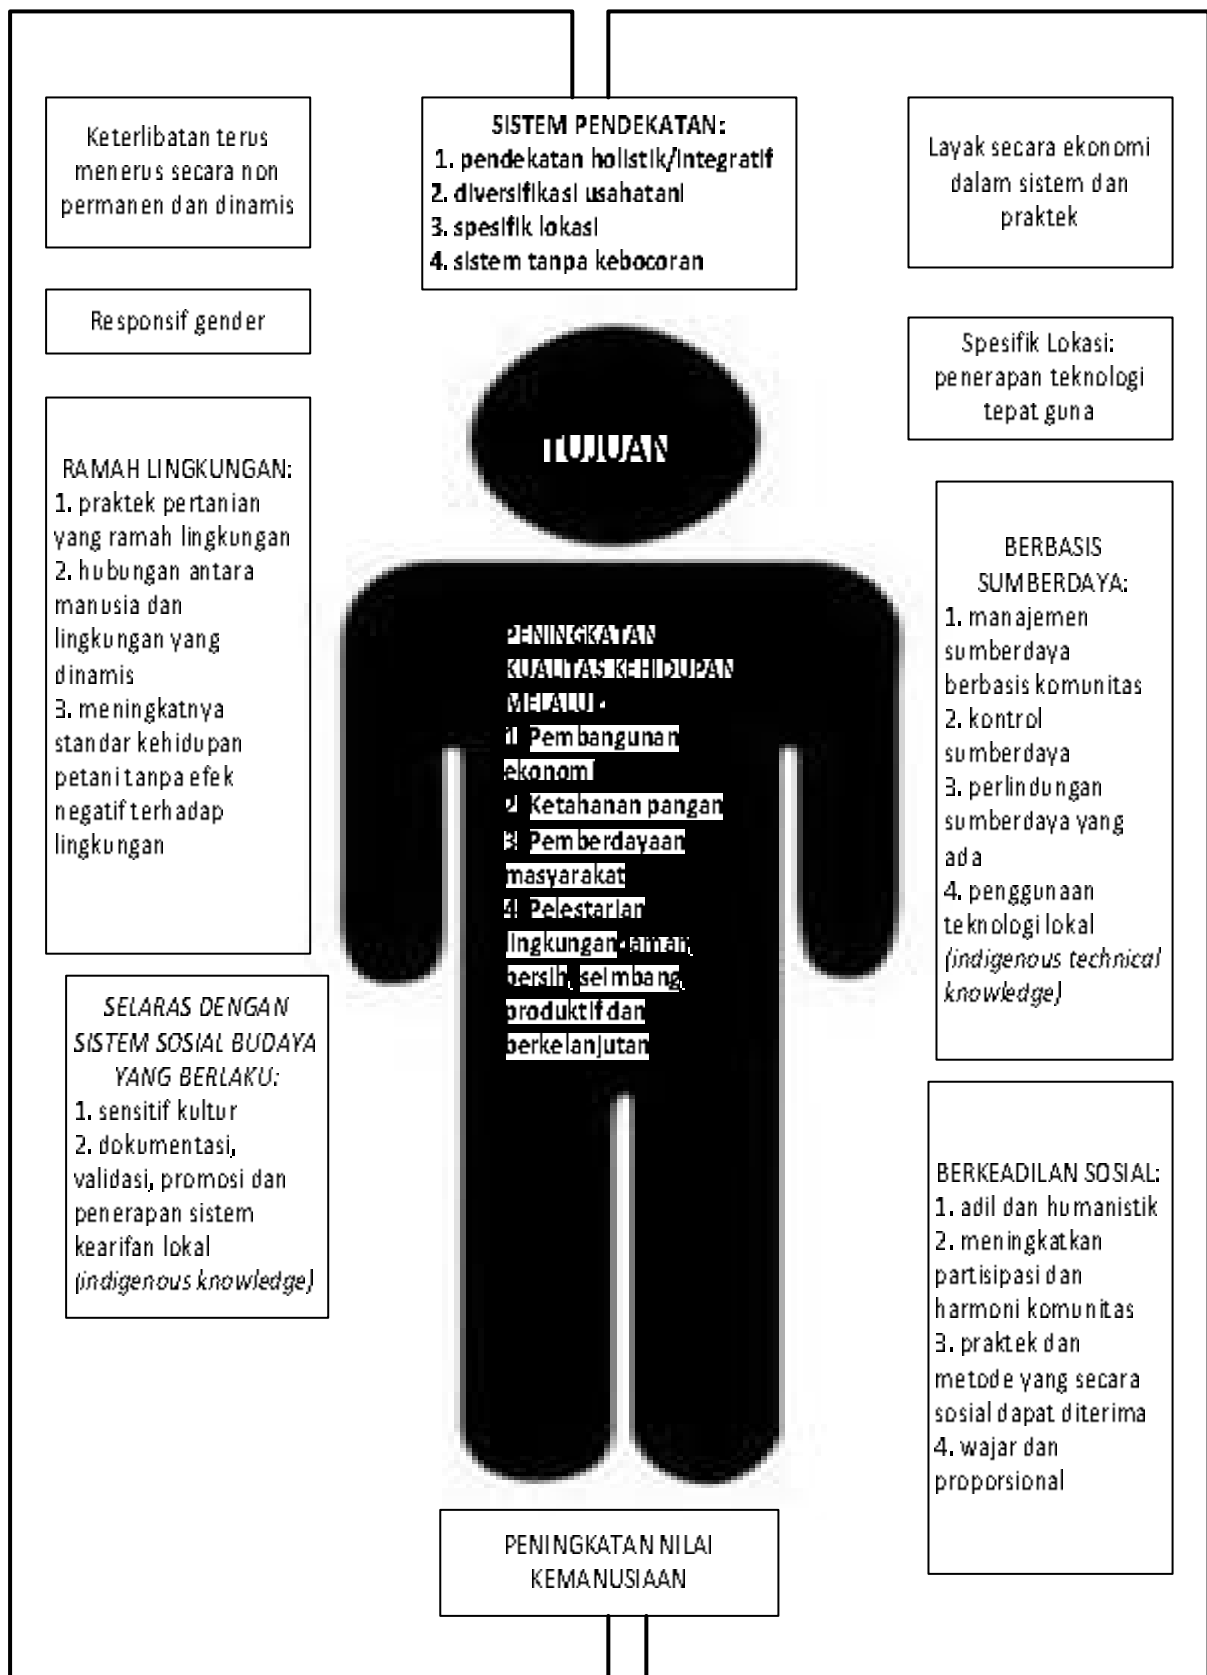 Keterlibatan terus
menerus secara non
permanen dan dinamis
Responsif gender
RAMAH LINGKUNGAN:
1. praktek pertanian
yang ramah lingkungan
2. hubungan antara
manusia dan
lingkungan yang
dinamis
3. meningkatnya
standar kehidupan
petani tanpa efek
negatif terhadap
lingkungan
SELARAS DENGAN
SISTEM SOSIAL BUDAYA
YANG BERLAKU:
1. sensitif kultur
2. dokumentasi,
validasi, promosi dan
penerapan sistem
kearifan lokal
(indigenous knowledge)
SISTEM PENDEKATAN:
1. pendekatan holistik/integratif
2. diversifikasi usahatani
3. spesifik lokasi
4. sistem tanpa kebocoran
TUJUAN
PENINGKATAN
KUALITAS KEHIDUPAN
MELALUI:
1. Pembangunan
ekonomi
2. Ketahanan pangan
3. Pemberdayaan
masyarakat
4. Pelestarian
lingkungan aman,
bersih, seimbang,
produktif dan
berkelanjutan
PENINGKATAN NILAI
KEMANUSIAAN
Layak secara ekonomi
dalam sistem dan
praktek
Spesifik Lokasi:
penerapan teknologi
tepat guna
BERBASIS
SUMBERDAYA:
1. manajemen
sumberdaya
berbasis komunitas
2. kontrol
sumberdaya
3. perlindungan
sumberdaya yang
ada
4. penggunaan
teknologi lokal
(indigenous technical
knowledge)
BERKEADILAN SOSIAL:
1. adil dan humanistik
2. meningkatkan
partisipasi dan
harmoni komunitas
3. praktek dan
metode yang secara
sosial dapat diterima
4. wajar dan
proporsional